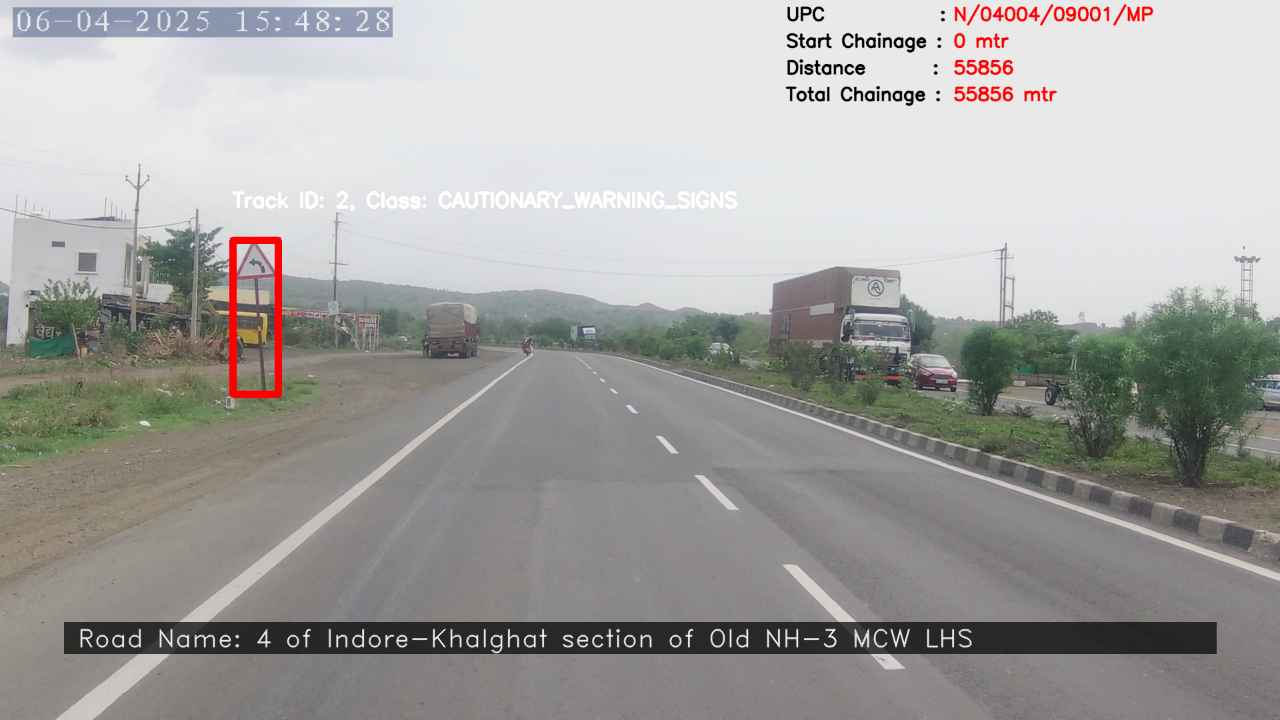 06-04-2025 15:48:28
UPC : N/04004/09001/MP
Start Chainage : 0 mtr
Distance : 55856
Total Chainage : 55856 mtr
Track ID: 2, Class: CAUTIONARY_WARNING_SIGNS
वैद्य
Road Name: 4 of Indore-Khalghat section of Old NH-3 MCW LHS